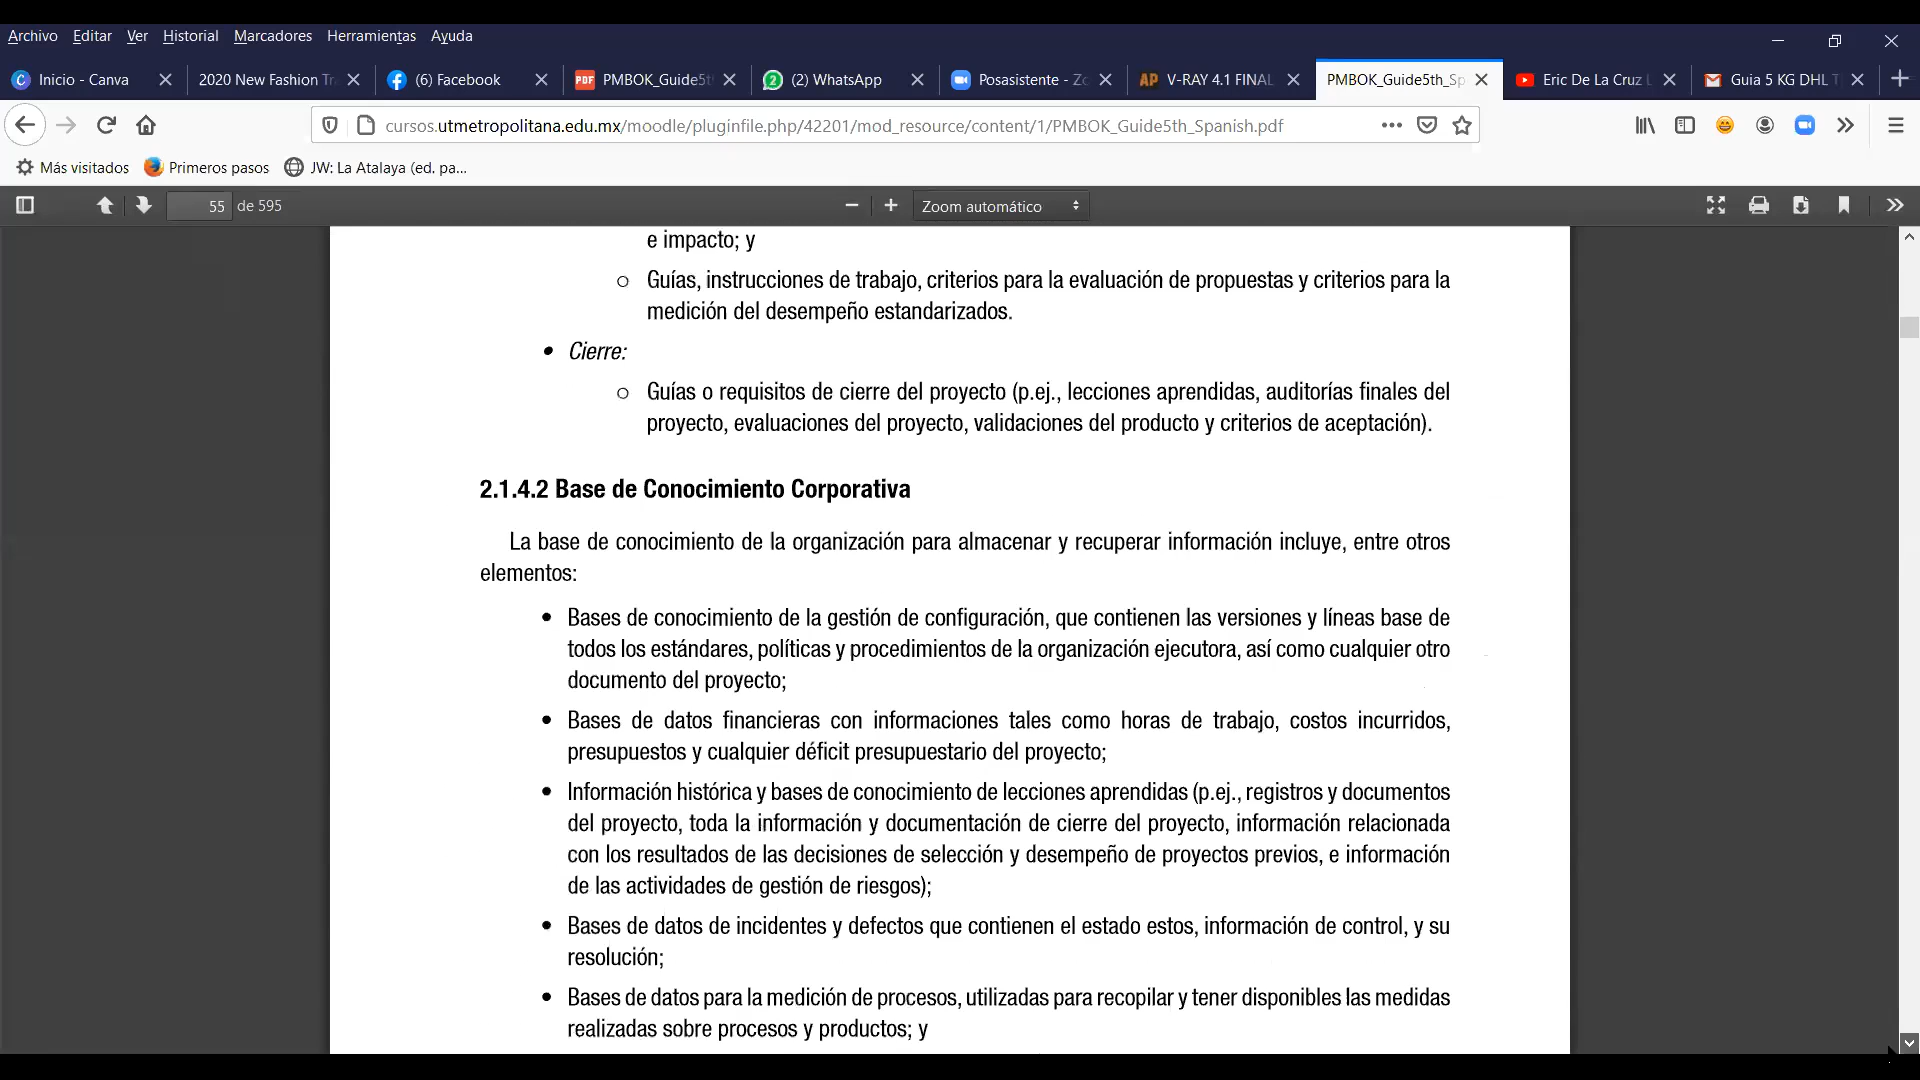 Archivo Editar Ver Historial Marcadores Herramientas Ayuda
Inicio - Canva
2020 New Fashion Tr
(6) Facebook
PMBOK_Guide5t
(2) WhatsApp
Posasistente - Zo
V-RAY 4.1 FINAL
PMBOK_Guide5th_Sp
Eric De La Cruz
Guia 5 KG DHL T
cursos.utmetropolitana.edu.mx/moodle/pluginfile.php/42201/mod_resource/content/1/PMBOK_Guide5th_Spanish.pdf
Más visitados Primeros pasos JW: La Atalaya (ed. pa...
55 de 595 Zoom automático
e impacto; y
Guías, instrucciones de trabajo, criterios para la evaluación de propuestas y criterios para la
medición del desempeño estandarizados.
Cierre:
Guías o requisitos de cierre del proyecto (p.ej., lecciones aprendidas, auditorías finales del
proyecto, evaluaciones del proyecto, validaciones del producto y criterios de aceptación).
2.1.4.2 Base de Conocimiento Corporativa
La base de conocimiento de la organización para almacenar y recuperar información incluye, entre otros
elementos:
Bases de conocimiento de la gestión de configuración, que contienen las versiones y líneas base de
todos los estándares, políticas y procedimientos de la organización ejecutora, así como cualquier otro
documento del proyecto;
Bases de datos financieras con informaciones tales como horas de trabajo, costos incurridos,
presupuestos y cualquier déficit presupuestario del proyecto;
Información histórica y bases de conocimiento de lecciones aprendidas (p.ej., registros y documentos
del proyecto, toda la información y documentación de cierre del proyecto, información relacionada
con los resultados de las decisiones de selección y desempeño de proyectos previos, e información
de las actividades de gestión de riesgos);
Bases de datos de incidentes y defectos que contienen el estado estos, información de control, y su
resolución;
Bases de datos para la medición de procesos, utilizadas para recopilar y tener disponibles las medidas
realizadas sobre procesos y productos; y